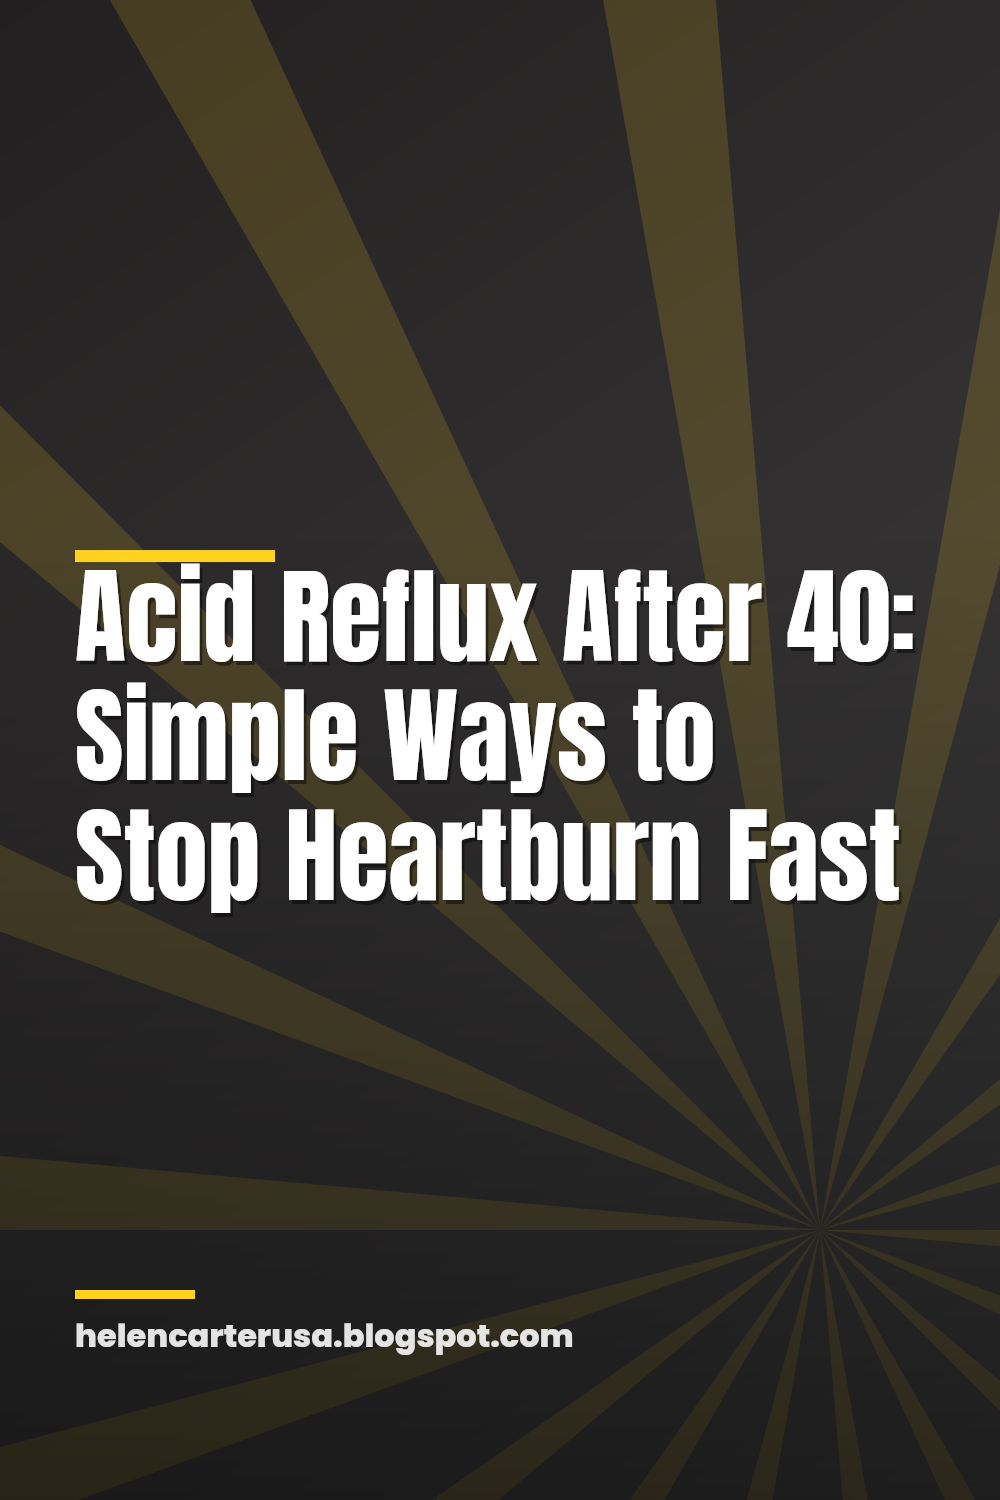 Acid Reflux After 40:
Simple Ways to
Stop Heartburn Fast
helencarterusa.blogspot.com